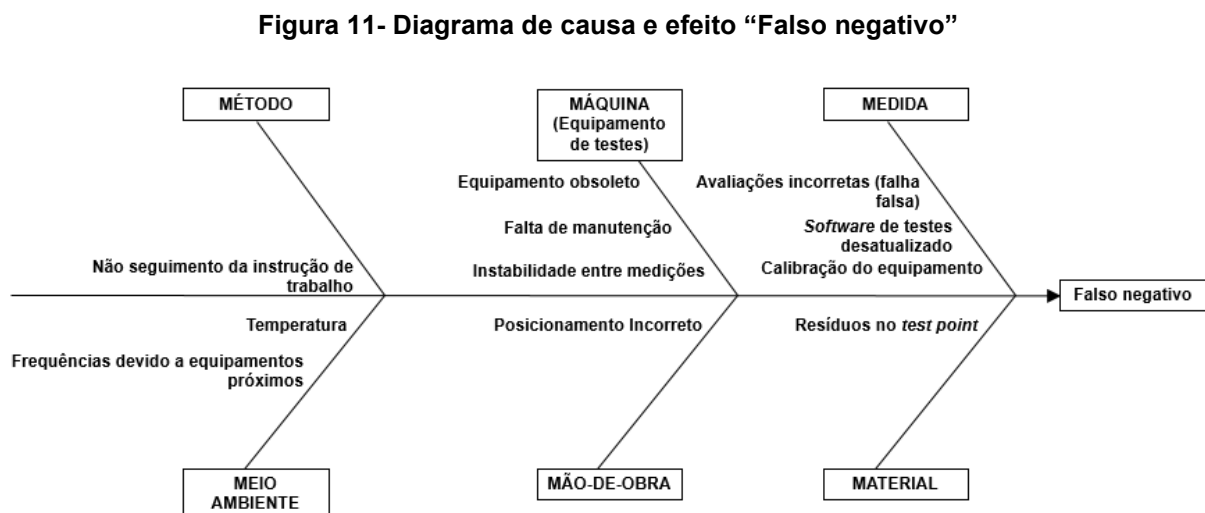 Figura 11- Diagrama de causa e efeito “Falso negativo”
MÉTODO
MÁQUINA
(Equipamento
de testes)
MEDIDA
Equipamento obsoleto
Falta de manutenção
Instabilidade entre medições
Avaliações incorretas (falha
falsa)
Software de testes
desatualizado
Calibração do equipamento
Não seguimento da instrução de
trabalho
Falso negativo
Temperatura
Frequências devido a equipamentos
próximos
Posicionamento Incorreto
Resíduos no test point
MEIO
AMBIENTE
MÃO-DE-OBRA
MATERIAL